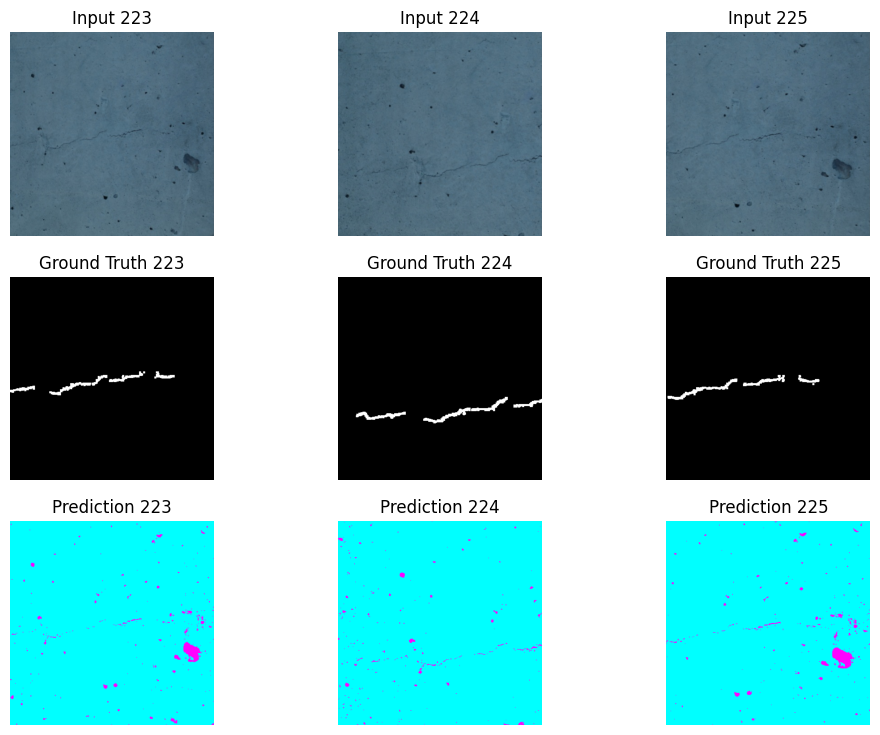 Input 223
Input 224
Input 225
Ground Truth 223
Ground Truth 224
Ground Truth 225
Prediction 223
Prediction 224
Prediction 225